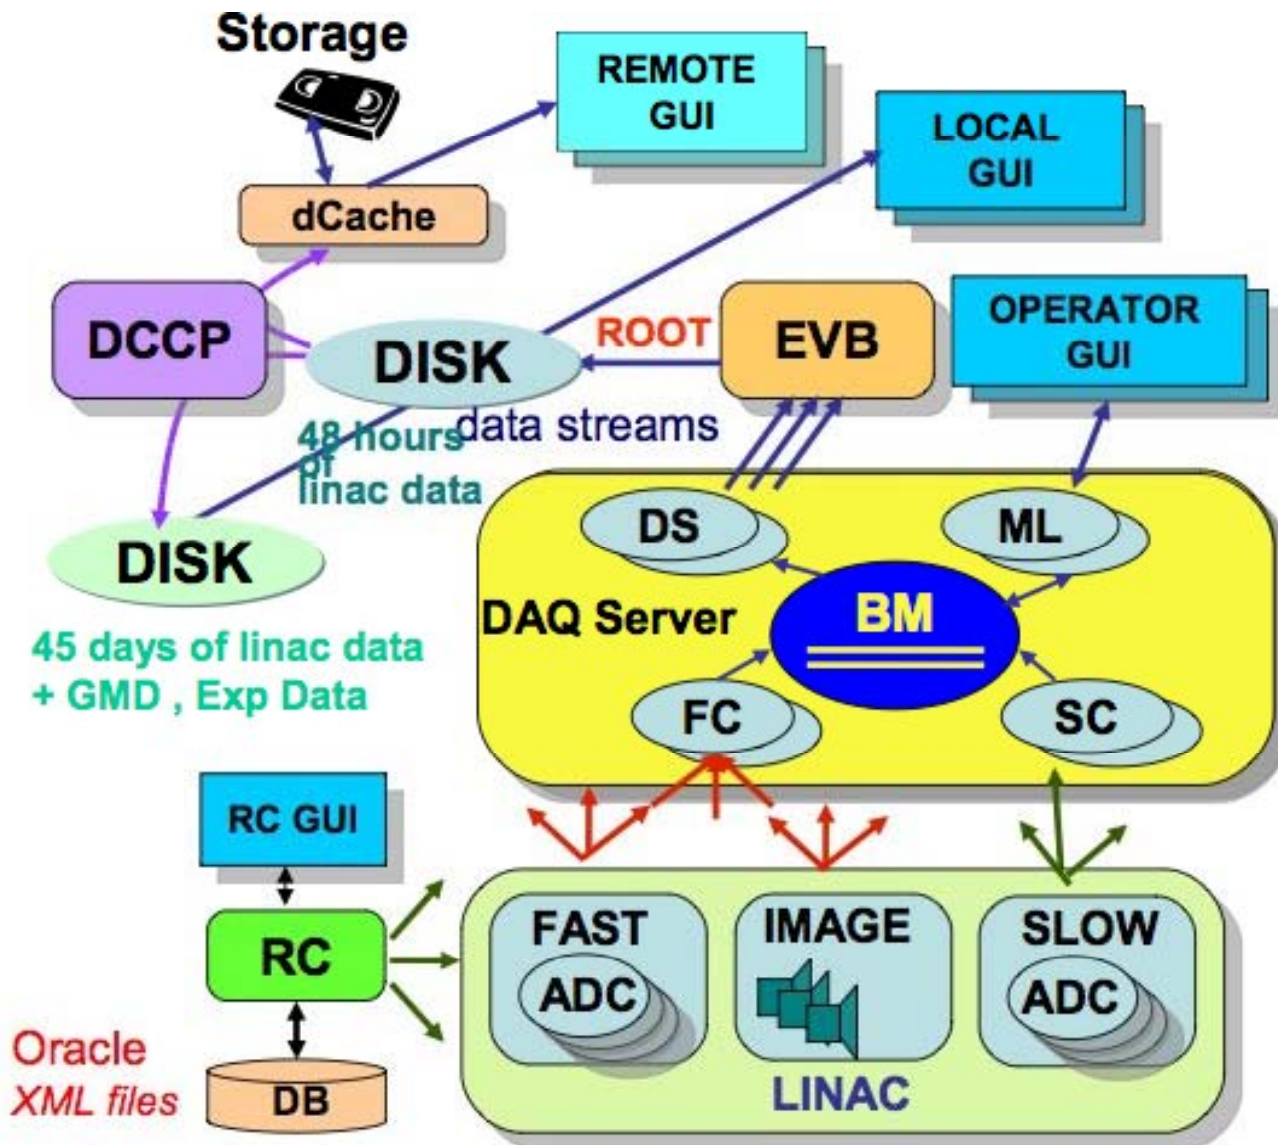 Storage
REMOTE
GUI
LOCAL
GUI
dCache
DCCP
DISK
ROOT
EVB
OPERATOR
GUI
data streams
48 hours
of
linac data
DISK
45 days of linac data
+ GMD , Exp Data
DS
ML
DAQ Server
BM
FC
SC
RC GUI
RC
Oracle
XML files
DB
FAST
ADC
IMAGE
SLOW
ADC
LINAC